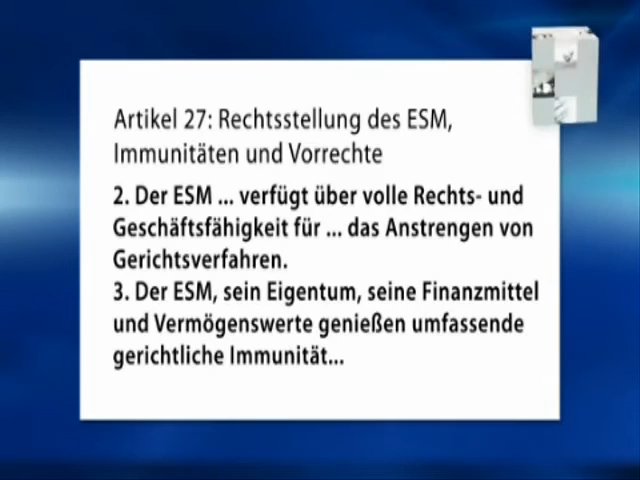 Artikel 27: Rechtsstellung des ESM,
Immunitäten und Vorrechte
2. Der ESM ... verfügt über volle Rechts- und
Geschäftsfähigkeit für ... das Anstrengen von
Gerichtsverfahren.
3. Der ESM, sein Eigentum, seine Finanzmittel
und Vermögenswerte genießen umfassende
gerichtliche Immunität...